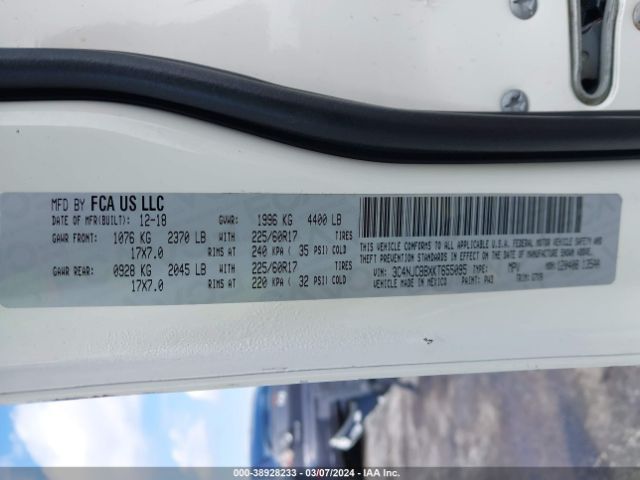 MFD BY FCA US LLC
DATE OF MFR(BUILT): 12-18 GVWR: 1996 KG 4400 LB
GAWR FRONT: 1076 KG 2370 LB WITH 225/60R17 TIRES
17X7.0 RIMS AT 240 KPA ( 35 PSI) COLD
GAWR REAR: 0928 KG 2045 LB WITH 225/60R17 TIRES
17X7.0 RIMS AT 220 KPA ( 32 PSI) COLD
THIS VEHICLE CONFORMS TO ALL APPLICABLE U.S.A. FEDERAL MOTOR VEHICLE SAFETY AND
THEFT PREVENTION STANDARDS IN EFFECT ON THE DATE OF MANUFACTURE SHOWN ABOVE.
VIN: 3C4NJCBBXKT655095 TYPE: MPV
VEHICLE MADE IN MEXICO PAINT: PW3 TRIM:
000-38928233 - 03/07/2024 - IAA Inc.